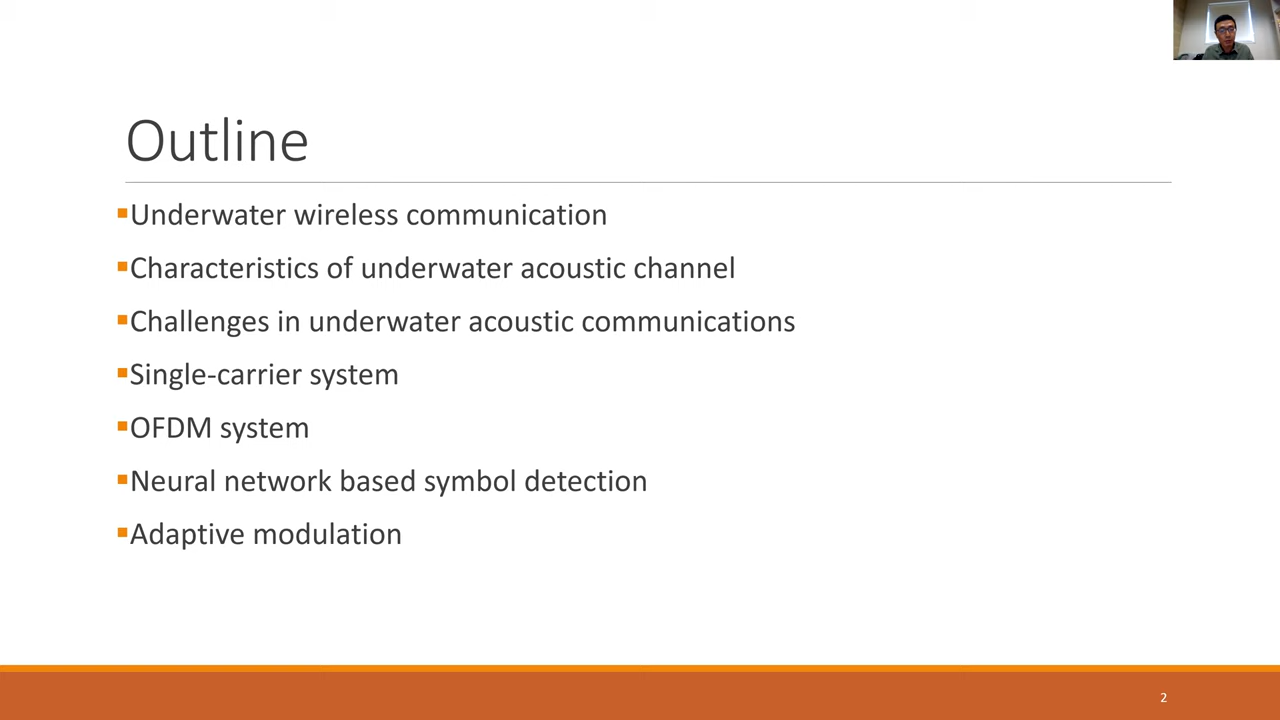 Outline
▪Underwater wireless communication
▪Characteristics of underwater acoustic channel
▪Challenges in underwater acoustic communications
▪Single-carrier system
▪OFDM system
▪Neural network based symbol detection
▪Adaptive modulation
2